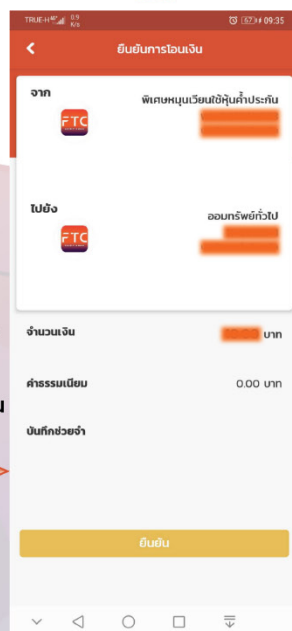 TRUE-H 4G+ 0.9 K/s 67 09:35
ยืนยันการโอนเงิน
จาก
พิเศษหมุนเวียนใช้หุ้นค้ำประกัน
FTC
ไปยัง
ออมทรัพย์ทั่วไป
FTC
จำนวนเงิน บาท
ค่าธรรมเนียม 0.00 บาท
บันทึกช่วยจำ
ยืนยัน